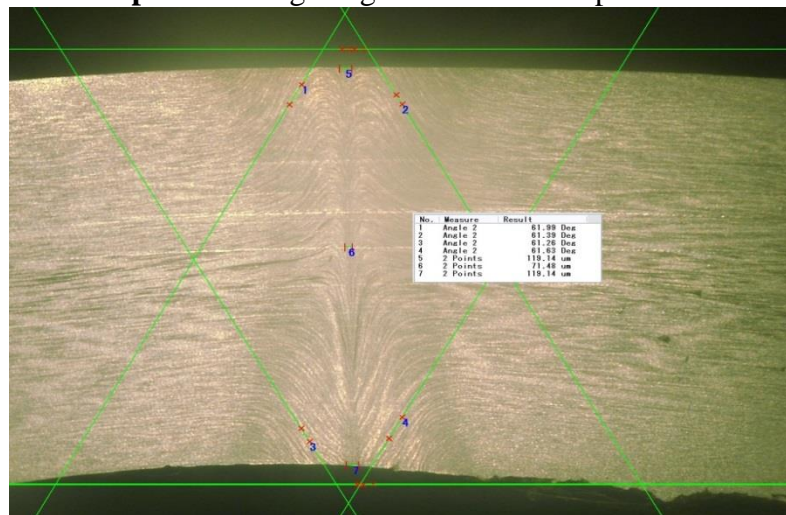 5
1
2
No. Measure Result
1 Angle 2 61.99 Deg
2 Angle 2 61.39 Deg
3 Angle 2 61.26 Deg
4 Angle 2 61.63 Deg
5 2 Points 119.14 um
6 2 Points 71.48 um
7 2 Points 119.14 um
6
4
3
7